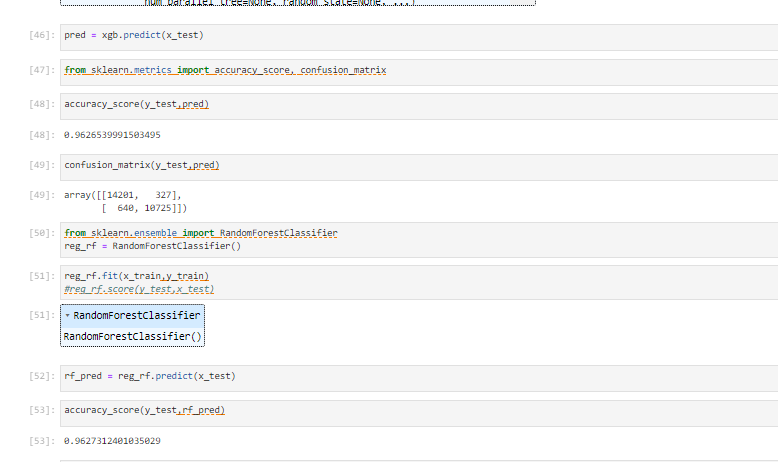 num_parallel_tree=None, random_state=None, ...)
[46]: pred = xgb.predict(x_test)
[47]: from sklearn.metrics import accuracy_score, confusion_matrix
[48]: accuracy_score(y_test,pred)
[48]: 0.9626539991503495
[49]: confusion_matrix(y_test,pred)
[49]: array([[14201,   327],
       [  640, 10725]])
[50]: from sklearn.ensemble import RandomForestClassifier
reg_rf = RandomForestClassifier()
[51]: reg_rf.fit(x_train,y_train)
#reg_rf.score(y_test,x_test)
[51]: ▾ RandomForestClassifier
RandomForestClassifier()
[52]: rf_pred = reg_rf.predict(x_test)
[53]: accuracy_score(y_test,rf_pred)
[53]: 0.9627312401035029